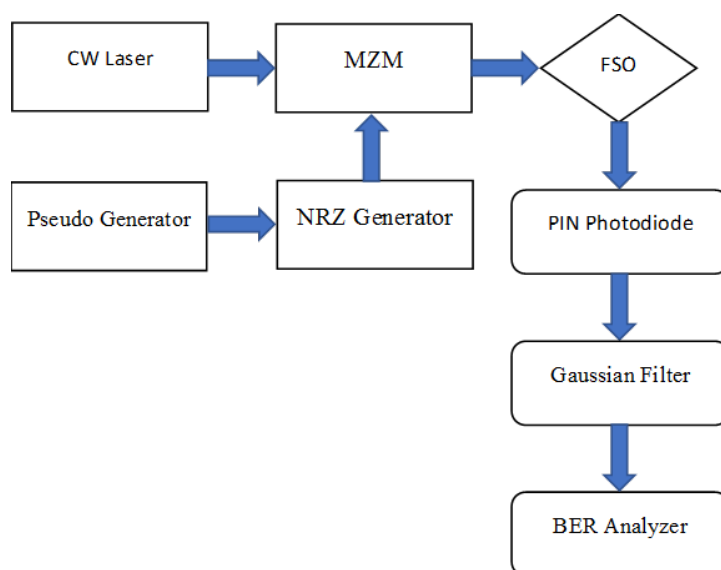 CW Laser
MZM
FSO
Pseudo Generator
NRZ Generator
PIN Photodiode
Gaussian Filter
BER Analyzer